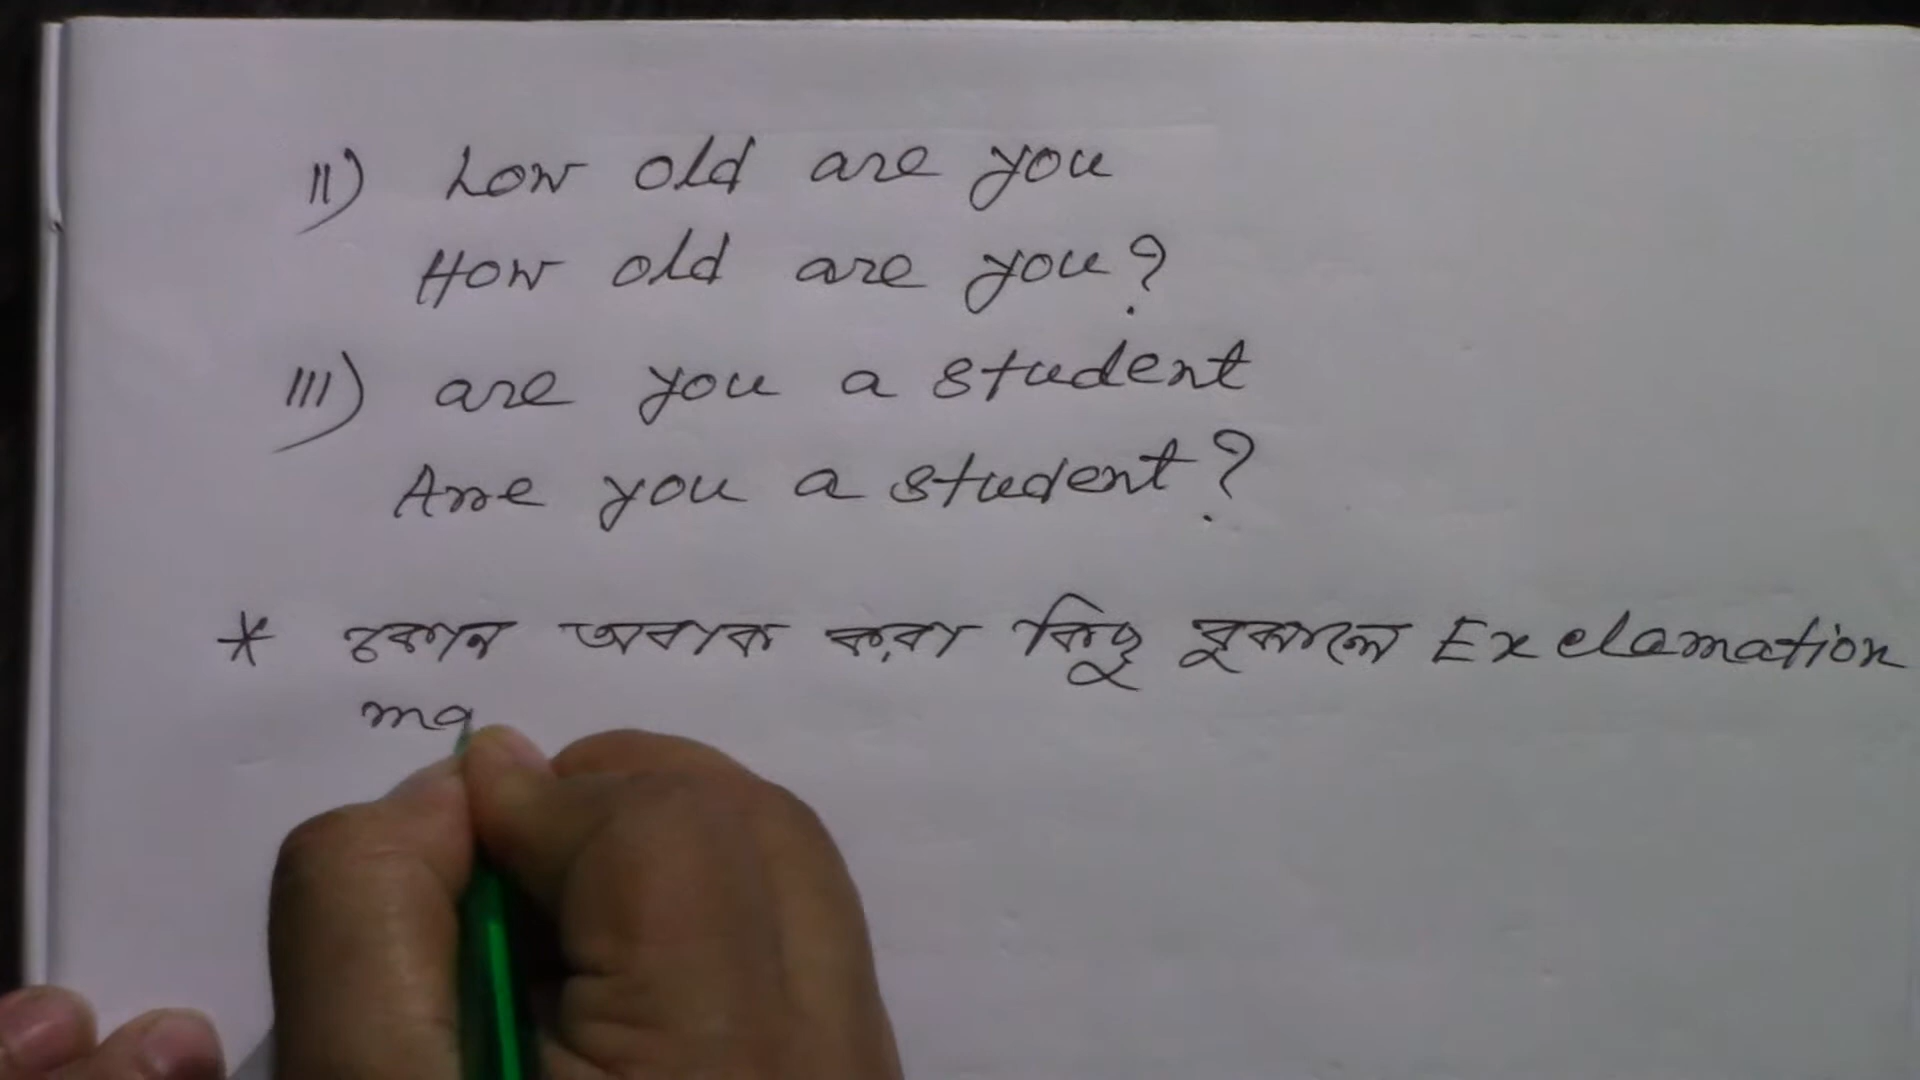 II) how old are you
How old are you?
III) are you a student
Are you a student?
* কোন অবাক করা কিছু বুঝালে Exclamation
ma